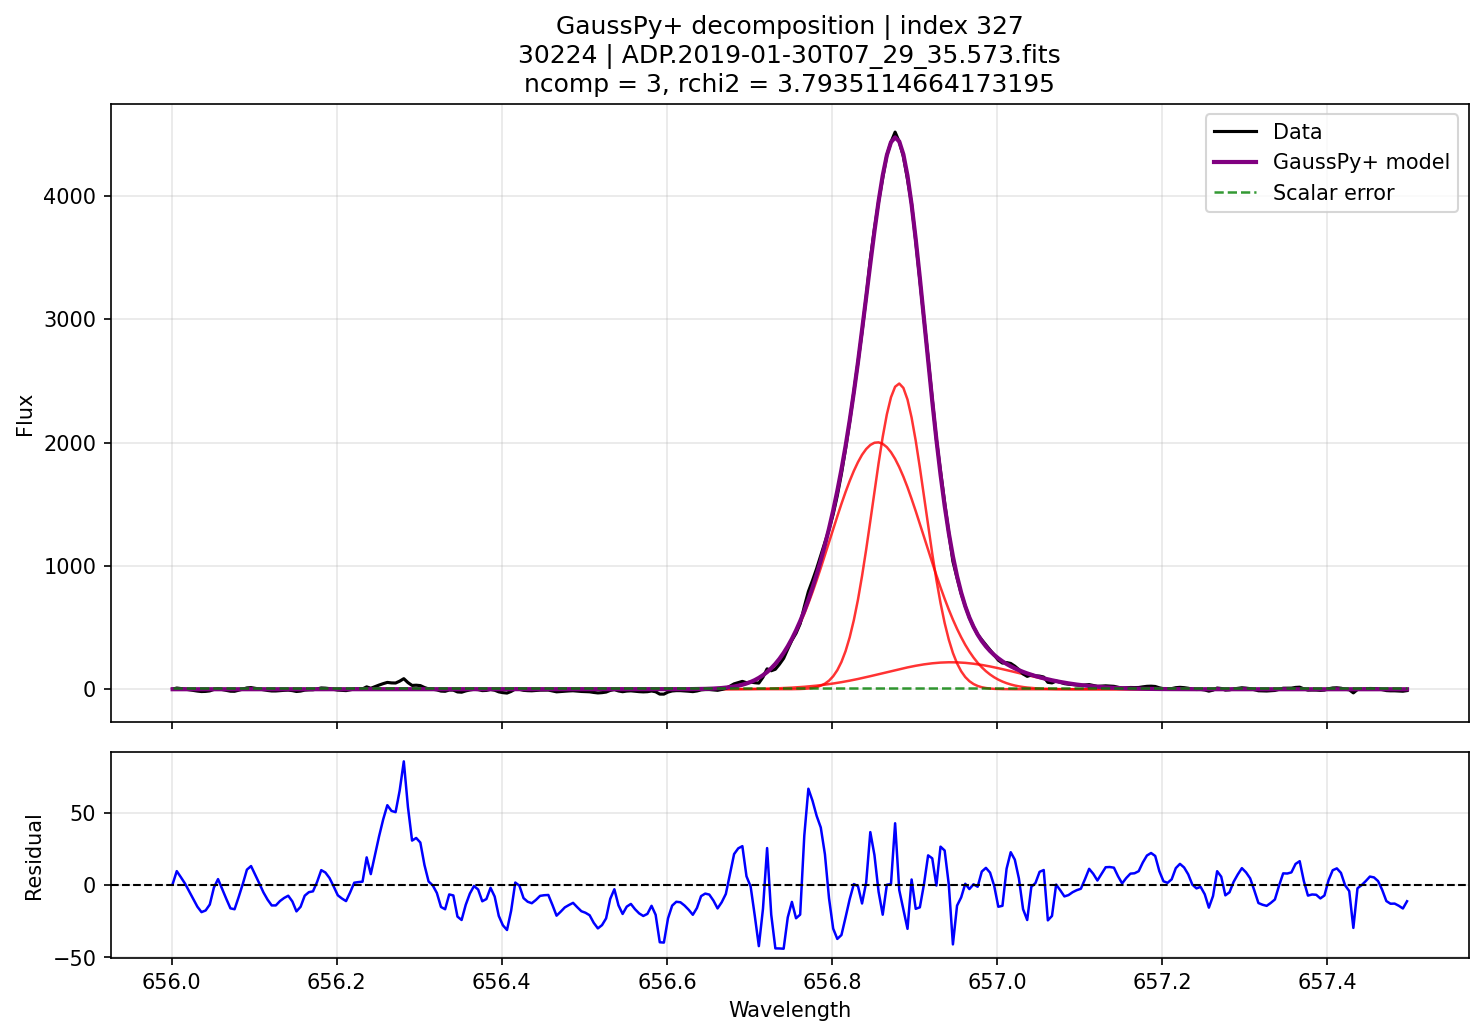 GaussPy+ decomposition | index 327
30224 | ADP.2019-01-30T07_29_35.573.fits
ncomp = 3, rchi2 = 3.7935114664173195
Data
GaussPy+ model
Scalar error
Flux
4000
3000
2000
1000
0
Residual
50
0
−50
656.0
656.2
656.4
656.6
656.8
657.0
657.2
657.4
Wavelength